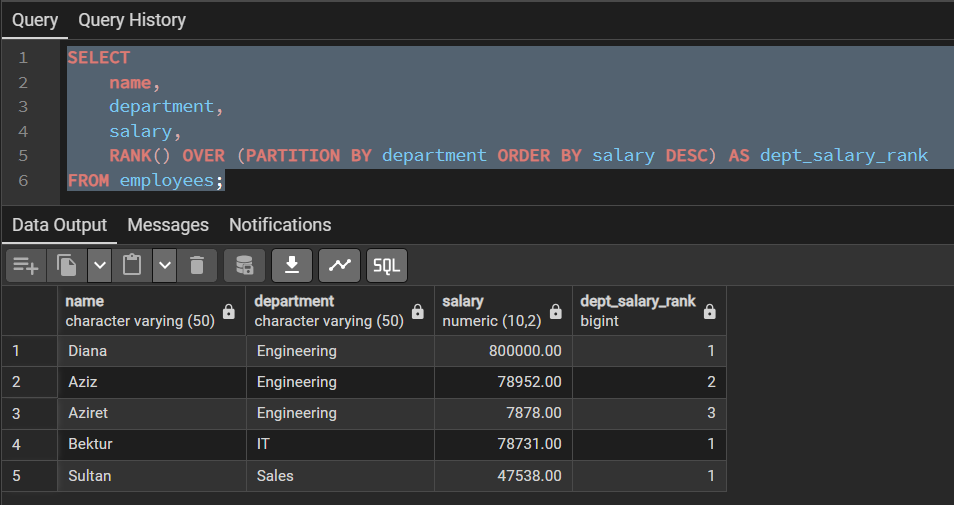 Query Query History
1 SELECT
2 name,
3 department,
4 salary,
5 RANK() OVER (PARTITION BY department ORDER BY salary DESC) AS dept_salary_rank
6 FROM employees;
Data Output Messages Notifications
SQL
name department salary dept_salary_rank
character varying (50) character varying (50) numeric (10,2) bigint
1 Diana Engineering 800000.00 1
2 Aziz Engineering 78952.00 2
3 Aziret Engineering 7878.00 3
4 Bektur IT 78731.00 1
5 Sultan Sales 47538.00 1